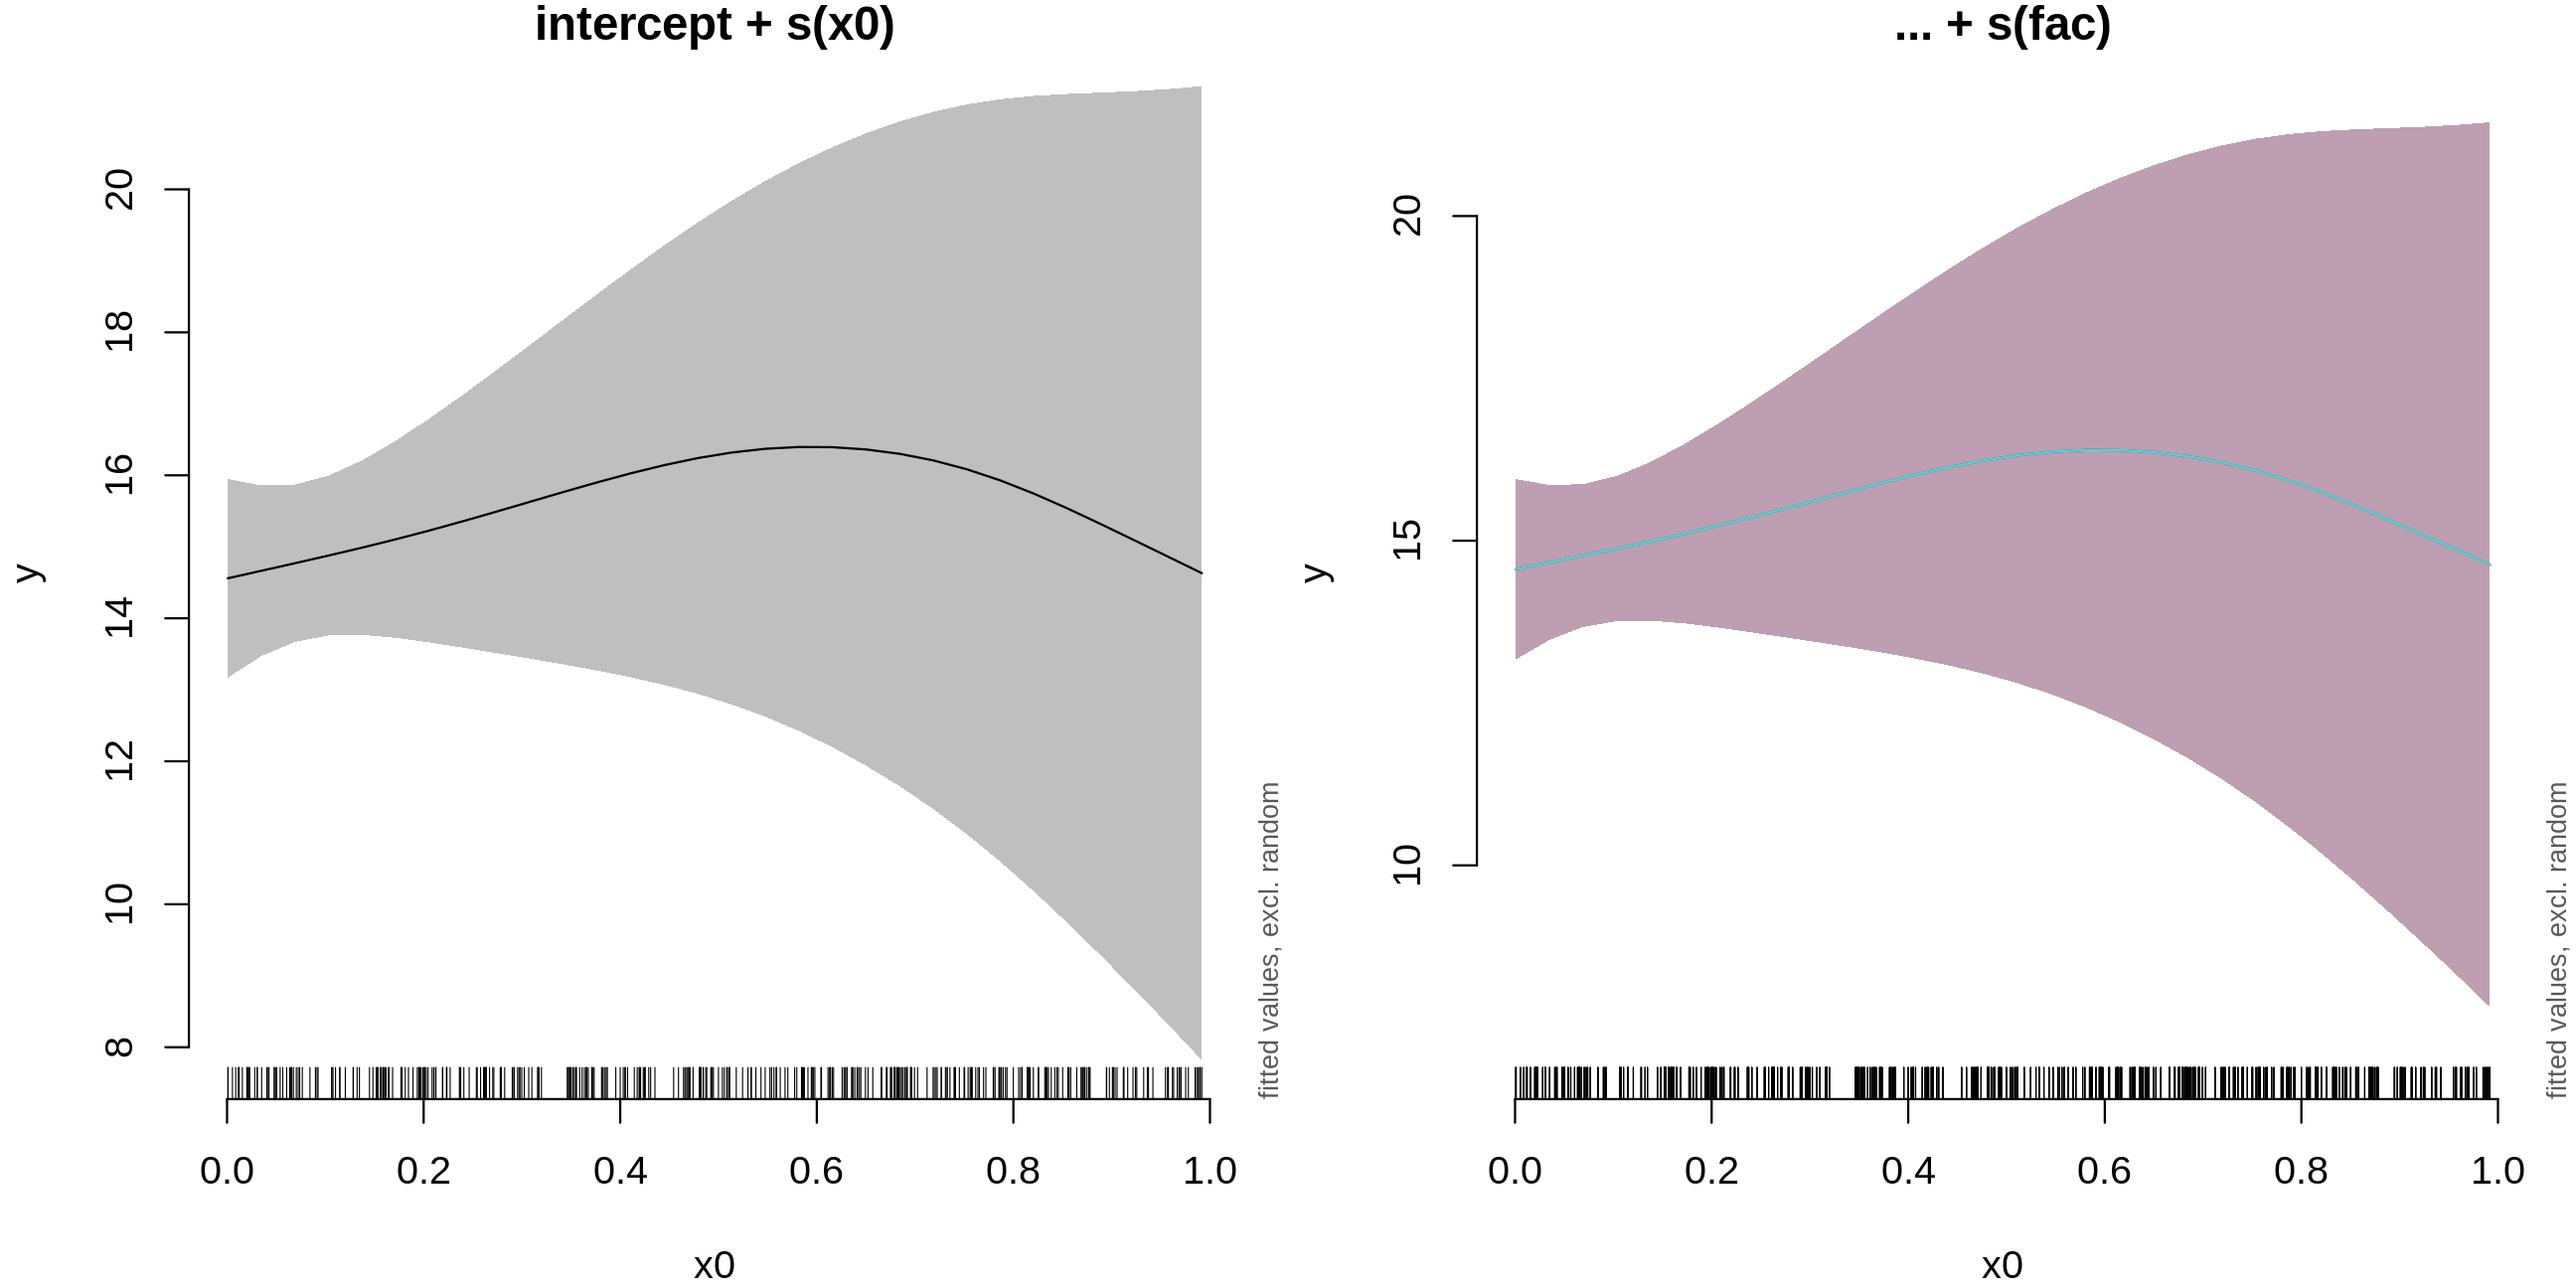 intercept + s(x0)
y
20
18
16
14
12
10
8
0.0 0.2 0.4 0.6 0.8 1.0
x0
fitted values, excl. random
... + s(fac)
y
20
15
10
0.0 0.2 0.4 0.6 0.8 1.0
x0
fitted values, excl. random